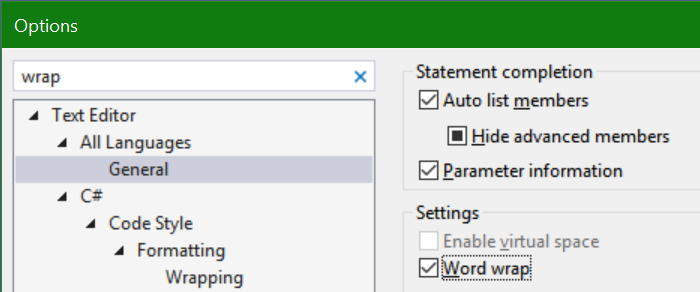 Options
wrap
Text Editor
All Languages
General
C#
Code Style
Formatting
Wrapping
Statement completion
Auto list members
Hide advanced members
Parameter information
Settings
Enable virtual space
Word wrap